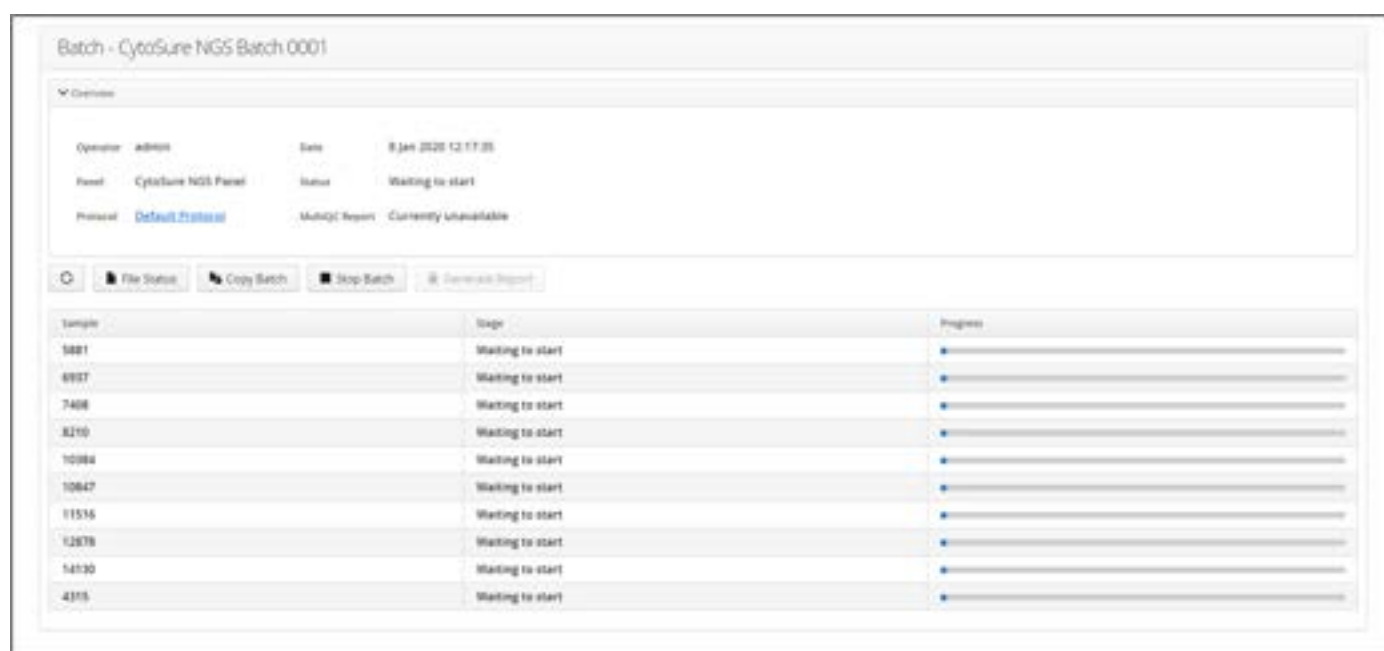 Batch - CytoSure NGS Batch 0001
Overview
Operator admin Date 8 Jan 2020 12:17:35
Panel CytoSure NGS Panel Status Waiting to start
Protocol Default Protocol MultiQC Report Currently unavailable
File Status Copy Batch Stop Batch Generate Report
Sample Stage Progress
5881 Waiting to start
6937 Waiting to start
7408 Waiting to start
8210 Waiting to start
10384 Waiting to start
10847 Waiting to start
11516 Waiting to start
Waiting to start
14130 Waiting to start
4315 Waiting to start